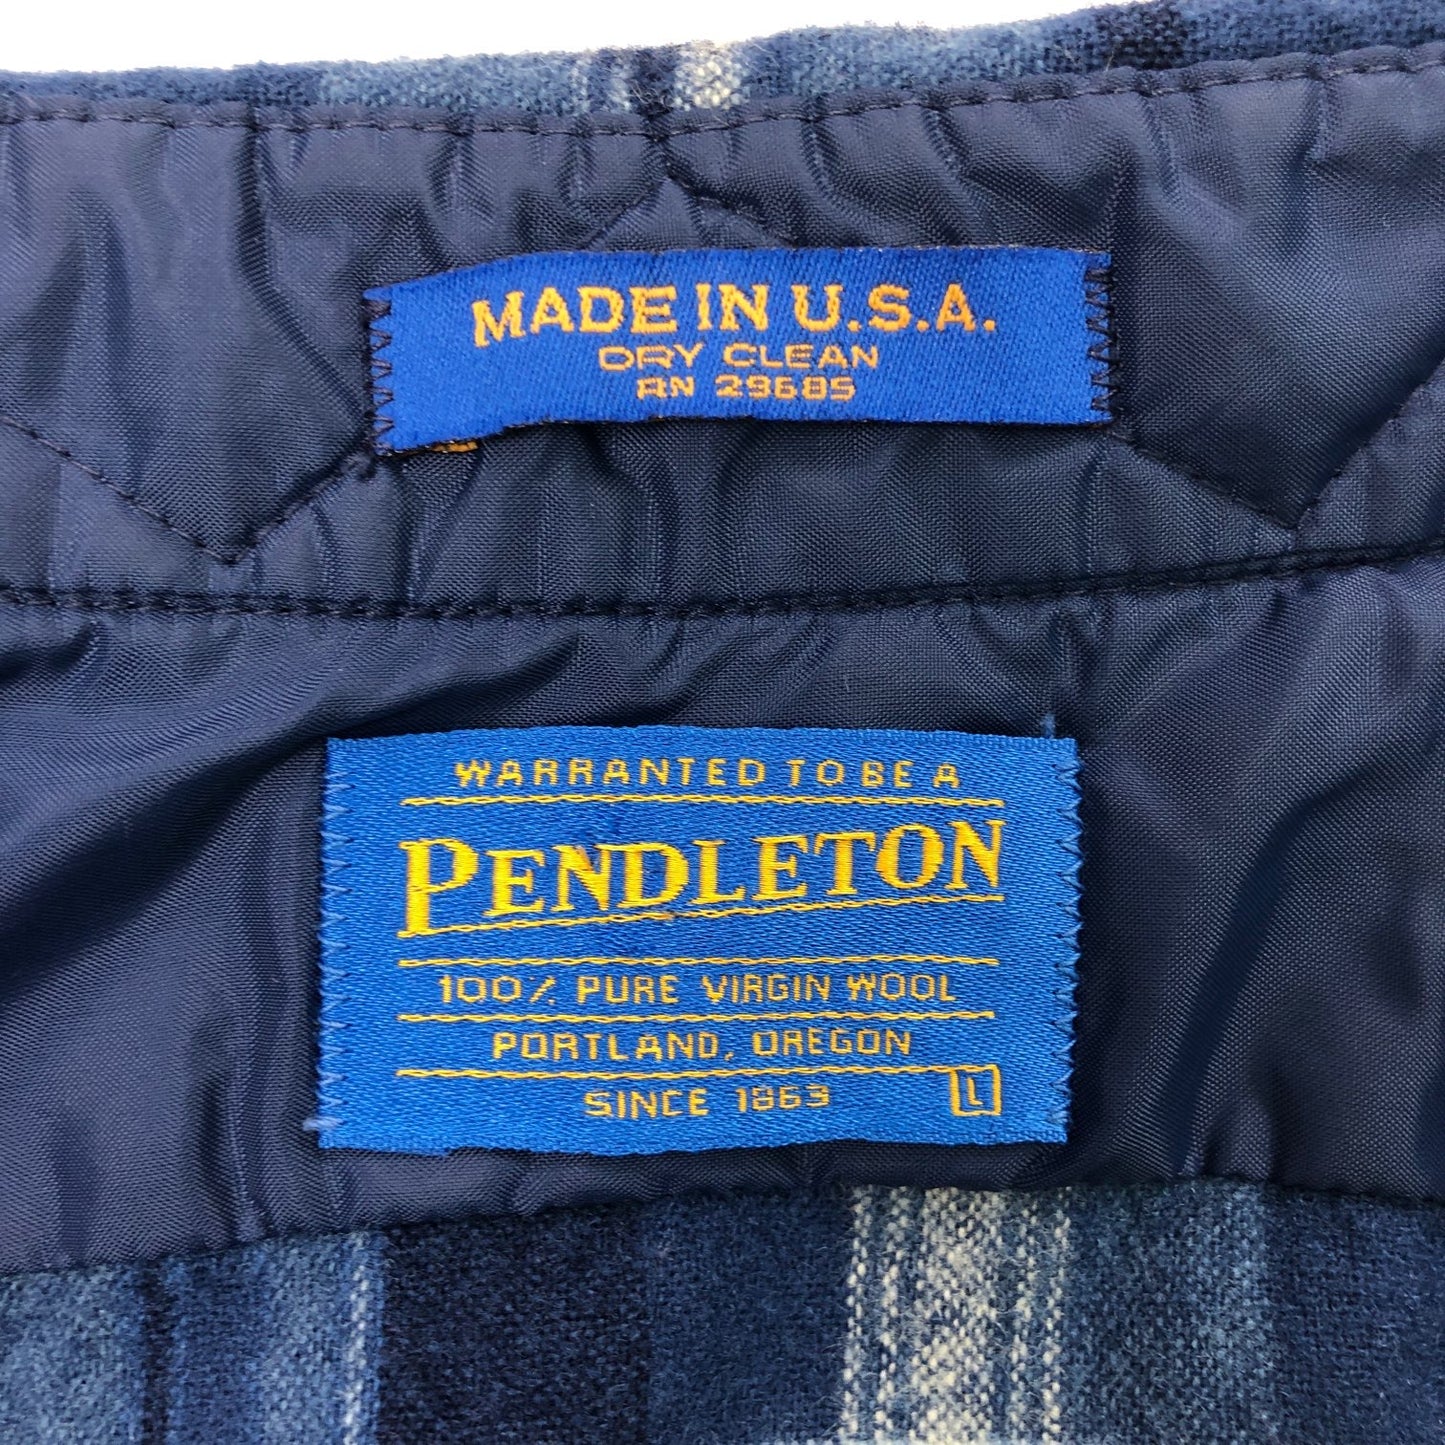 MADE IN U.S.A.
DRY CLEAN
RN 29685
WARRANTED TO BE A
PENDLETON
100% PURE VIRGIN WOOL
PORTLAND, OREGON
SINCE 1863
L